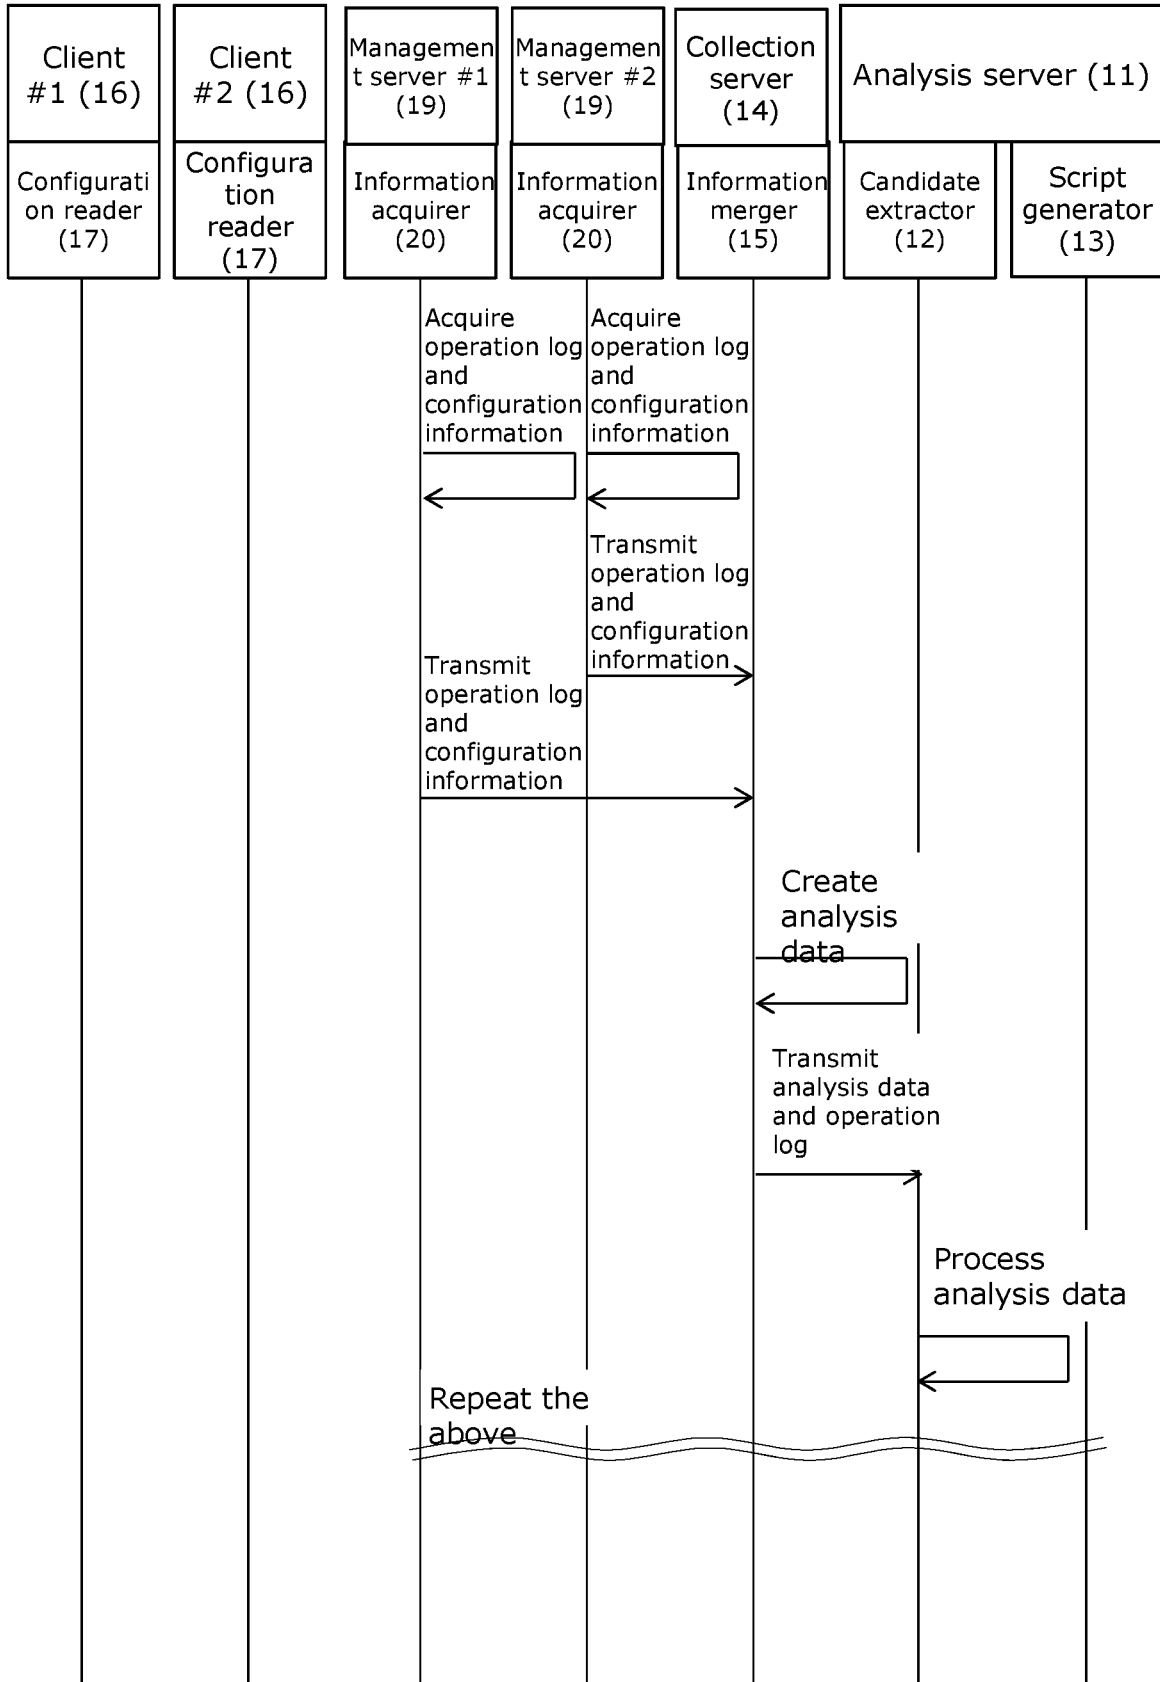 Client
#1 (16)
Client
#2 (16)
Managemen
t server #1
(19)
Managemen
t server #2
(19)
Collection
server
(14)
Analysis server (11)
Configurati
on reader
(17)
Configura
tion
reader
(17)
Information
acquirer
(20)
Information
acquirer
(20)
Information
merger
(15)
Candidate
extractor
(12)
Script
generator
(13)
Acquire
operation log
and
configuration
information
Acquire
operation log
and
configuration
information
Transmit
operation log
and
configuration
information
Transmit
operation log
and
configuration
information
Create
analysis
data
Transmit
analysis data
and operation
log
Process
analysis data
Repeat the
above